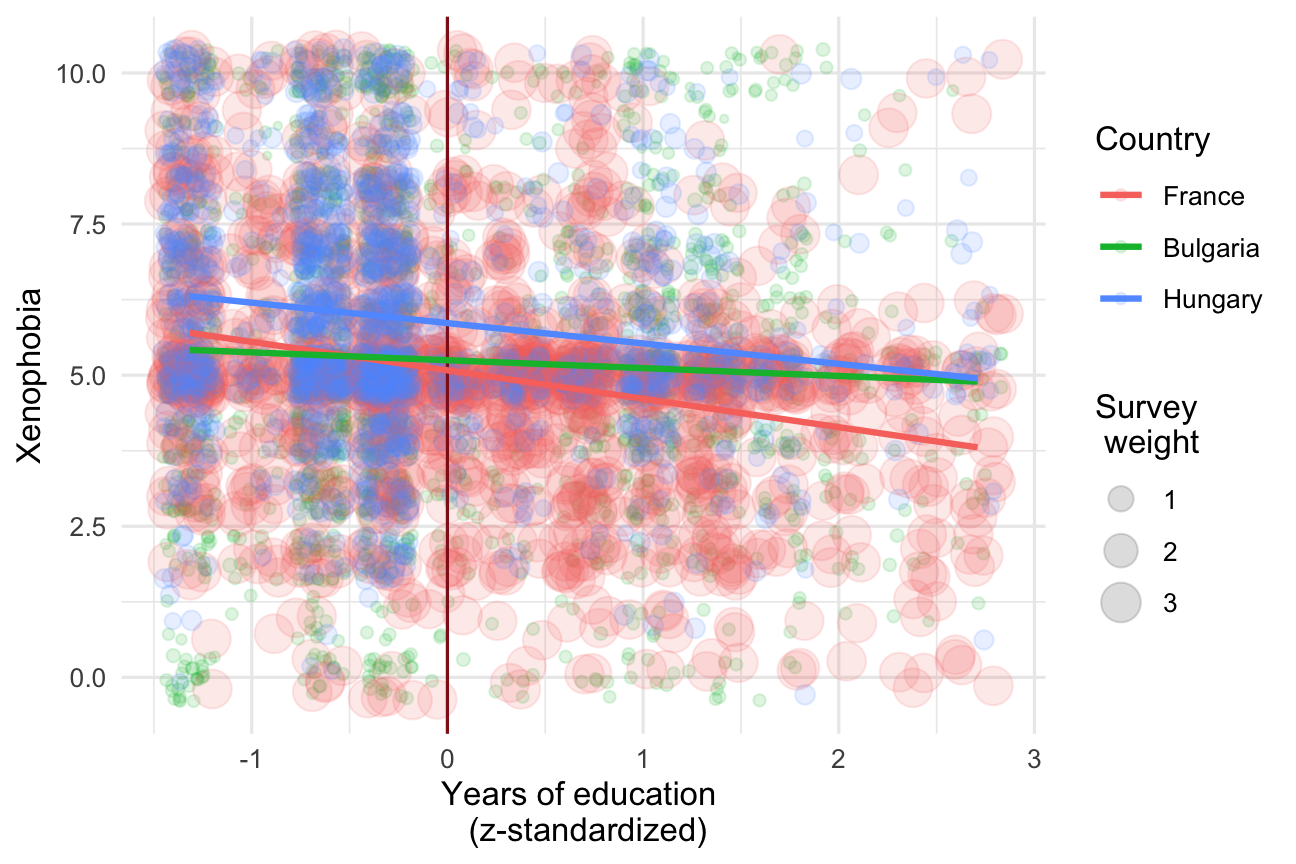 10.0
7.5
5.0
2.5
0.0
Xenophobia
-1
0
1
2
3
Years of education
(z-standardized)
Country
France
Bulgaria
Hungary
Survey
weight
1
2
3